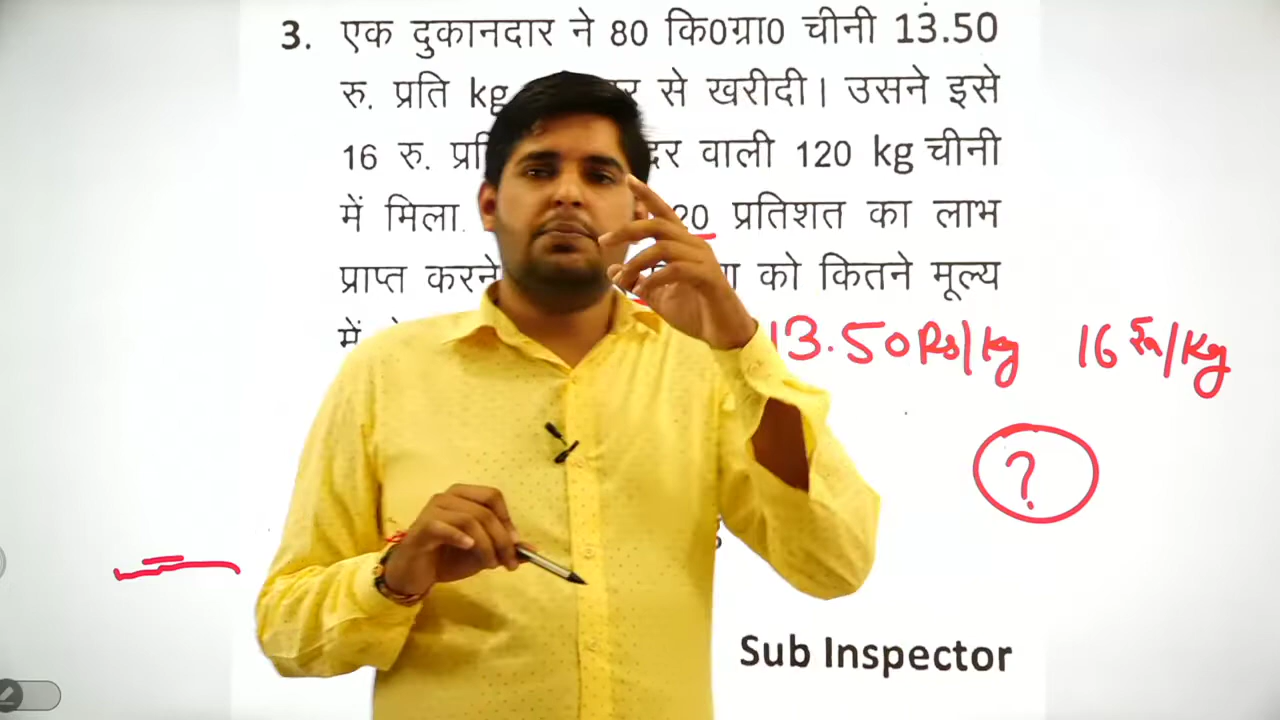 3. एक दुकानदार ने 80 कि0ग्रा0 चीनी 13.50
रु. प्रति kg से खरीदी। उसने इसे
16 रु. दर वाली 120 kg चीनी
में मिला 20 प्रतिशत का लाभ
प्राप्त करने को कितने मूल्य
में
13.50 Rs/kg 16 रू/kg
?
Sub Inspector